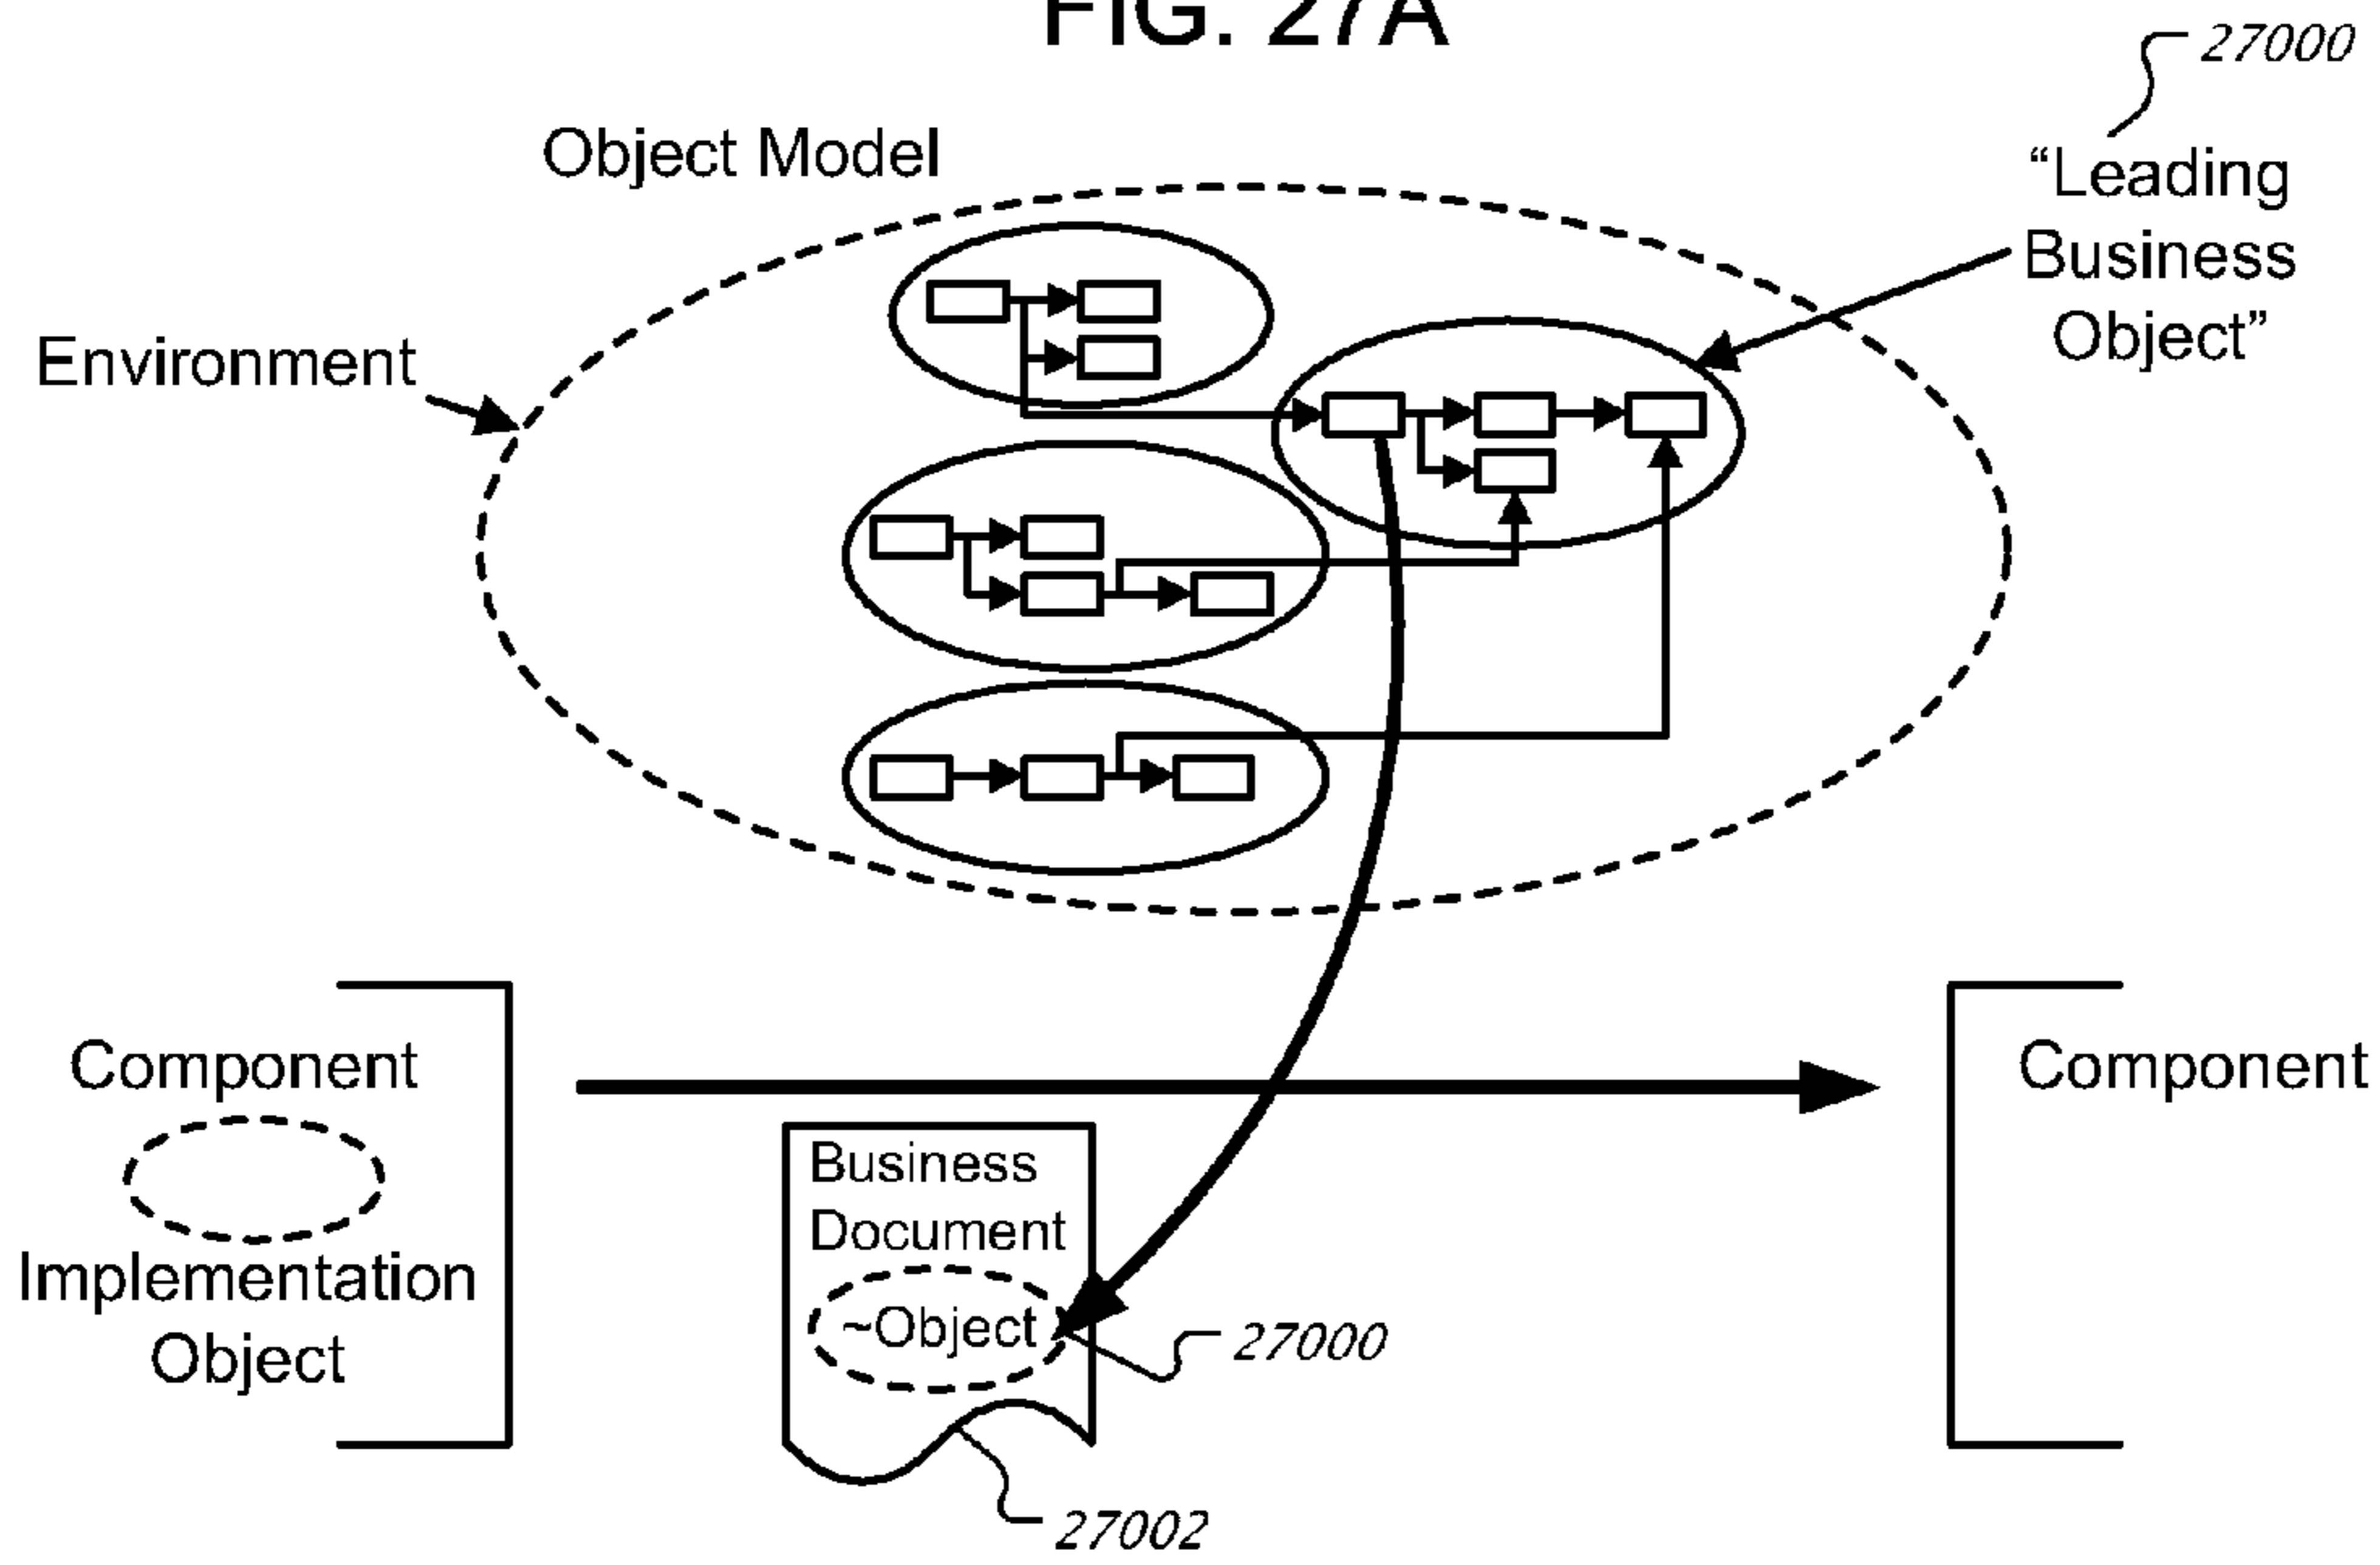 FIG. 27A
27000
Object Model
“Leading
Business
Object”
Environment
Component
Implementation
Object
Component
Business
Document
~Object
27000
27002